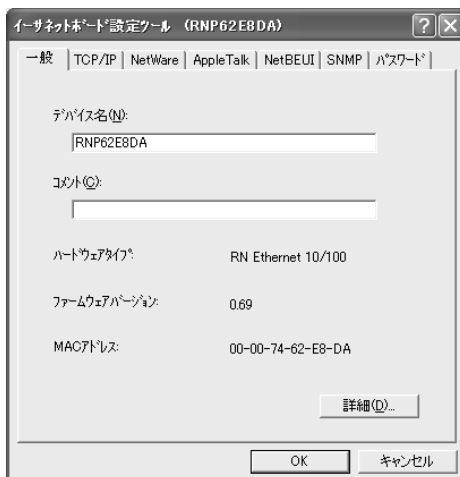 イーサネットボード設定ツール (RNP62E8DA)
一般 TCP/IP NetWare AppleTalk NetBEUI SNMP パスワード
デバイス名(N):
RNP62E8DA
コメント(C):
ハードウェアタイプ: RN Ethernet 10/100
ファームウェアバージョン: 0.69
MACアドレス: 00-00-74-62-E8-DA
詳細(D)...
OK キャンセル